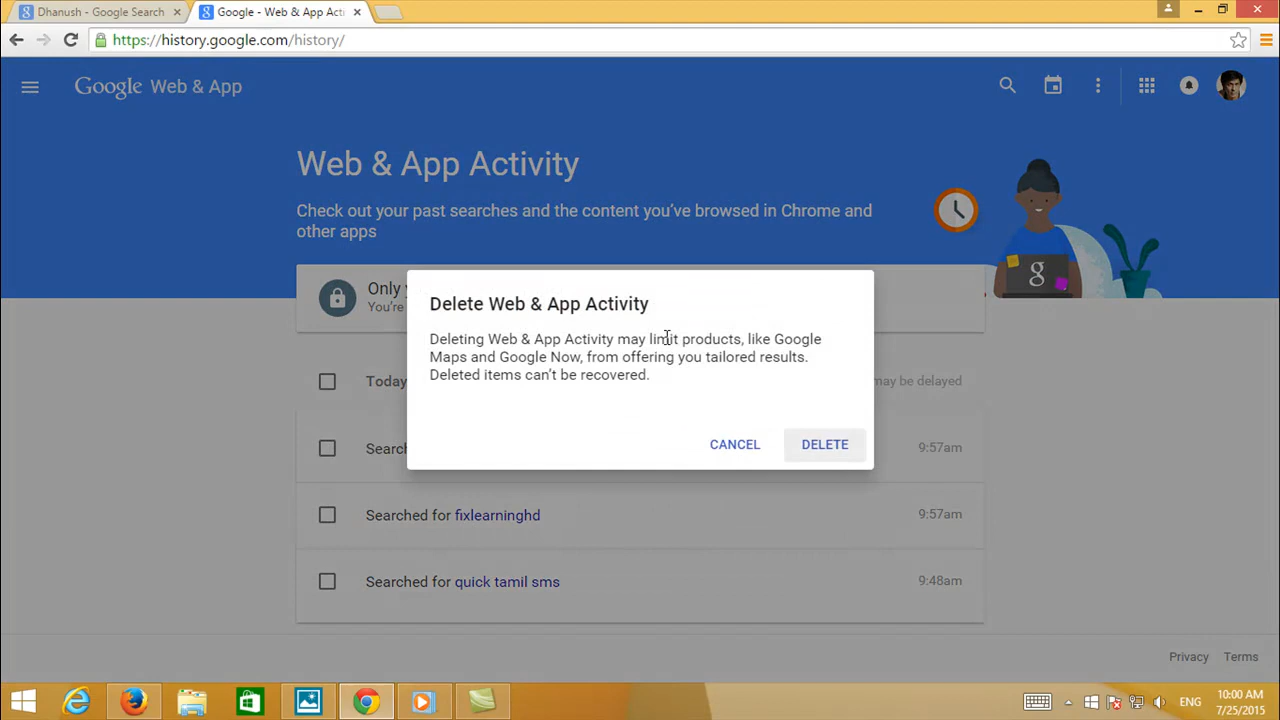 Dhanush - Google Search
Google - Web & App Acti
https://history.google.com/history/
Google Web & App
Web & App Activity
Check out your past searches and the content you've browsed in Chrome and
other apps
Only
You're
Delete Web & App Activity
Deleting Web & App Activity may limit products, like Google
Maps and Google Now, from offering you tailored results.
Deleted items can't be recovered.
CANCEL
DELETE
Today
may be delayed
Searc
9:57am
Searched for fixlearninghd
9:57am
Searched for quick tamil sms
9:48am
Privacy
Terms
ENG
10:00 AM
7/25/2015